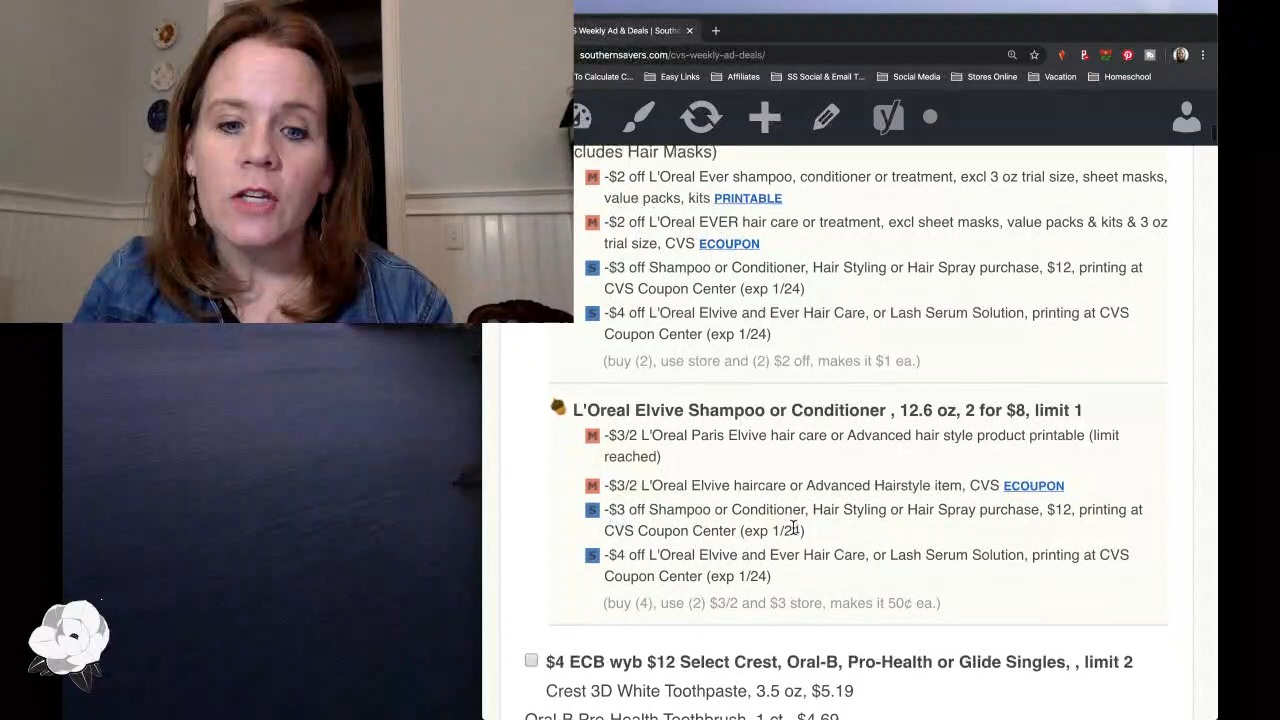 S Weekly Ad & Deals | South
southernsavers.com/cvs-weekly-ad-deals/
To Calculate C... Easy Links Affiliates SS Social & Email T... Social Media Stores Online Vacation Homeschool
cludes Hair Masks)
M -$2 off L'Oreal Ever shampoo, conditioner or treatment, excl 3 oz trial size, sheet masks,
value packs, kits PRINTABLE
M -$2 off L'Oreal EVER hair care or treatment, excl sheet masks, value packs & kits & 3 oz
trial size, CVS ECOUPON
S -$3 off Shampoo or Conditioner, Hair Styling or Hair Spray purchase, $12, printing at
CVS Coupon Center (exp 1/24)
S -$4 off L'Oreal Elvive and Ever Hair Care, or Lash Serum Solution, printing at CVS
Coupon Center (exp 1/24)
(buy (2), use store and (2) $2 off, makes it $1 ea.)
L'Oreal Elvive Shampoo or Conditioner , 12.6 oz, 2 for $8, limit 1
M -$3/2 L'Oreal Paris Elvive hair care or Advanced hair style product printable (limit
reached)
M -$3/2 L'Oreal Elvive haircare or Advanced Hairstyle item, CVS ECOUPON
S -$3 off Shampoo or Conditioner, Hair Styling or Hair Spray purchase, $12, printing at
CVS Coupon Center (exp 1/24)
S -$4 off L'Oreal Elvive and Ever Hair Care, or Lash Serum Solution, printing at CVS
Coupon Center (exp 1/24)
(buy (4), use (2) $3/2 and $3 store, makes it 50¢ ea.)
$4 ECB wyb $12 Select Crest, Oral-B, Pro-Health or Glide Singles, , limit 2
Crest 3D White Toothpaste, 3.5 oz, $5.19
Oral B Pro-Health Toothbrush, 1 ct, $4.69